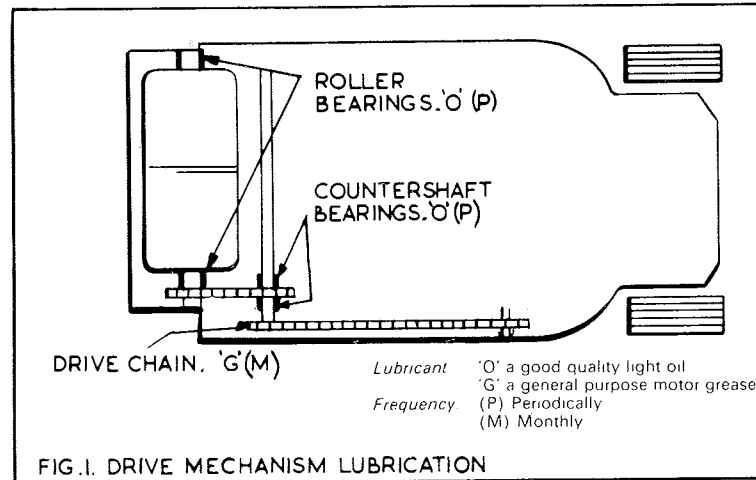 ROLLER
BEARINGS. 'O' (P)
COUNTERSHAFT
BEARINGS. 'O' (P)
DRIVE CHAIN. 'G' (M)
Lubricant 'O' a good quality light oil
'G' a general purpose motor grease
Frequency. (P) Periodically
(M) Monthly
FIG.1. DRIVE MECHANISM LUBRICATION